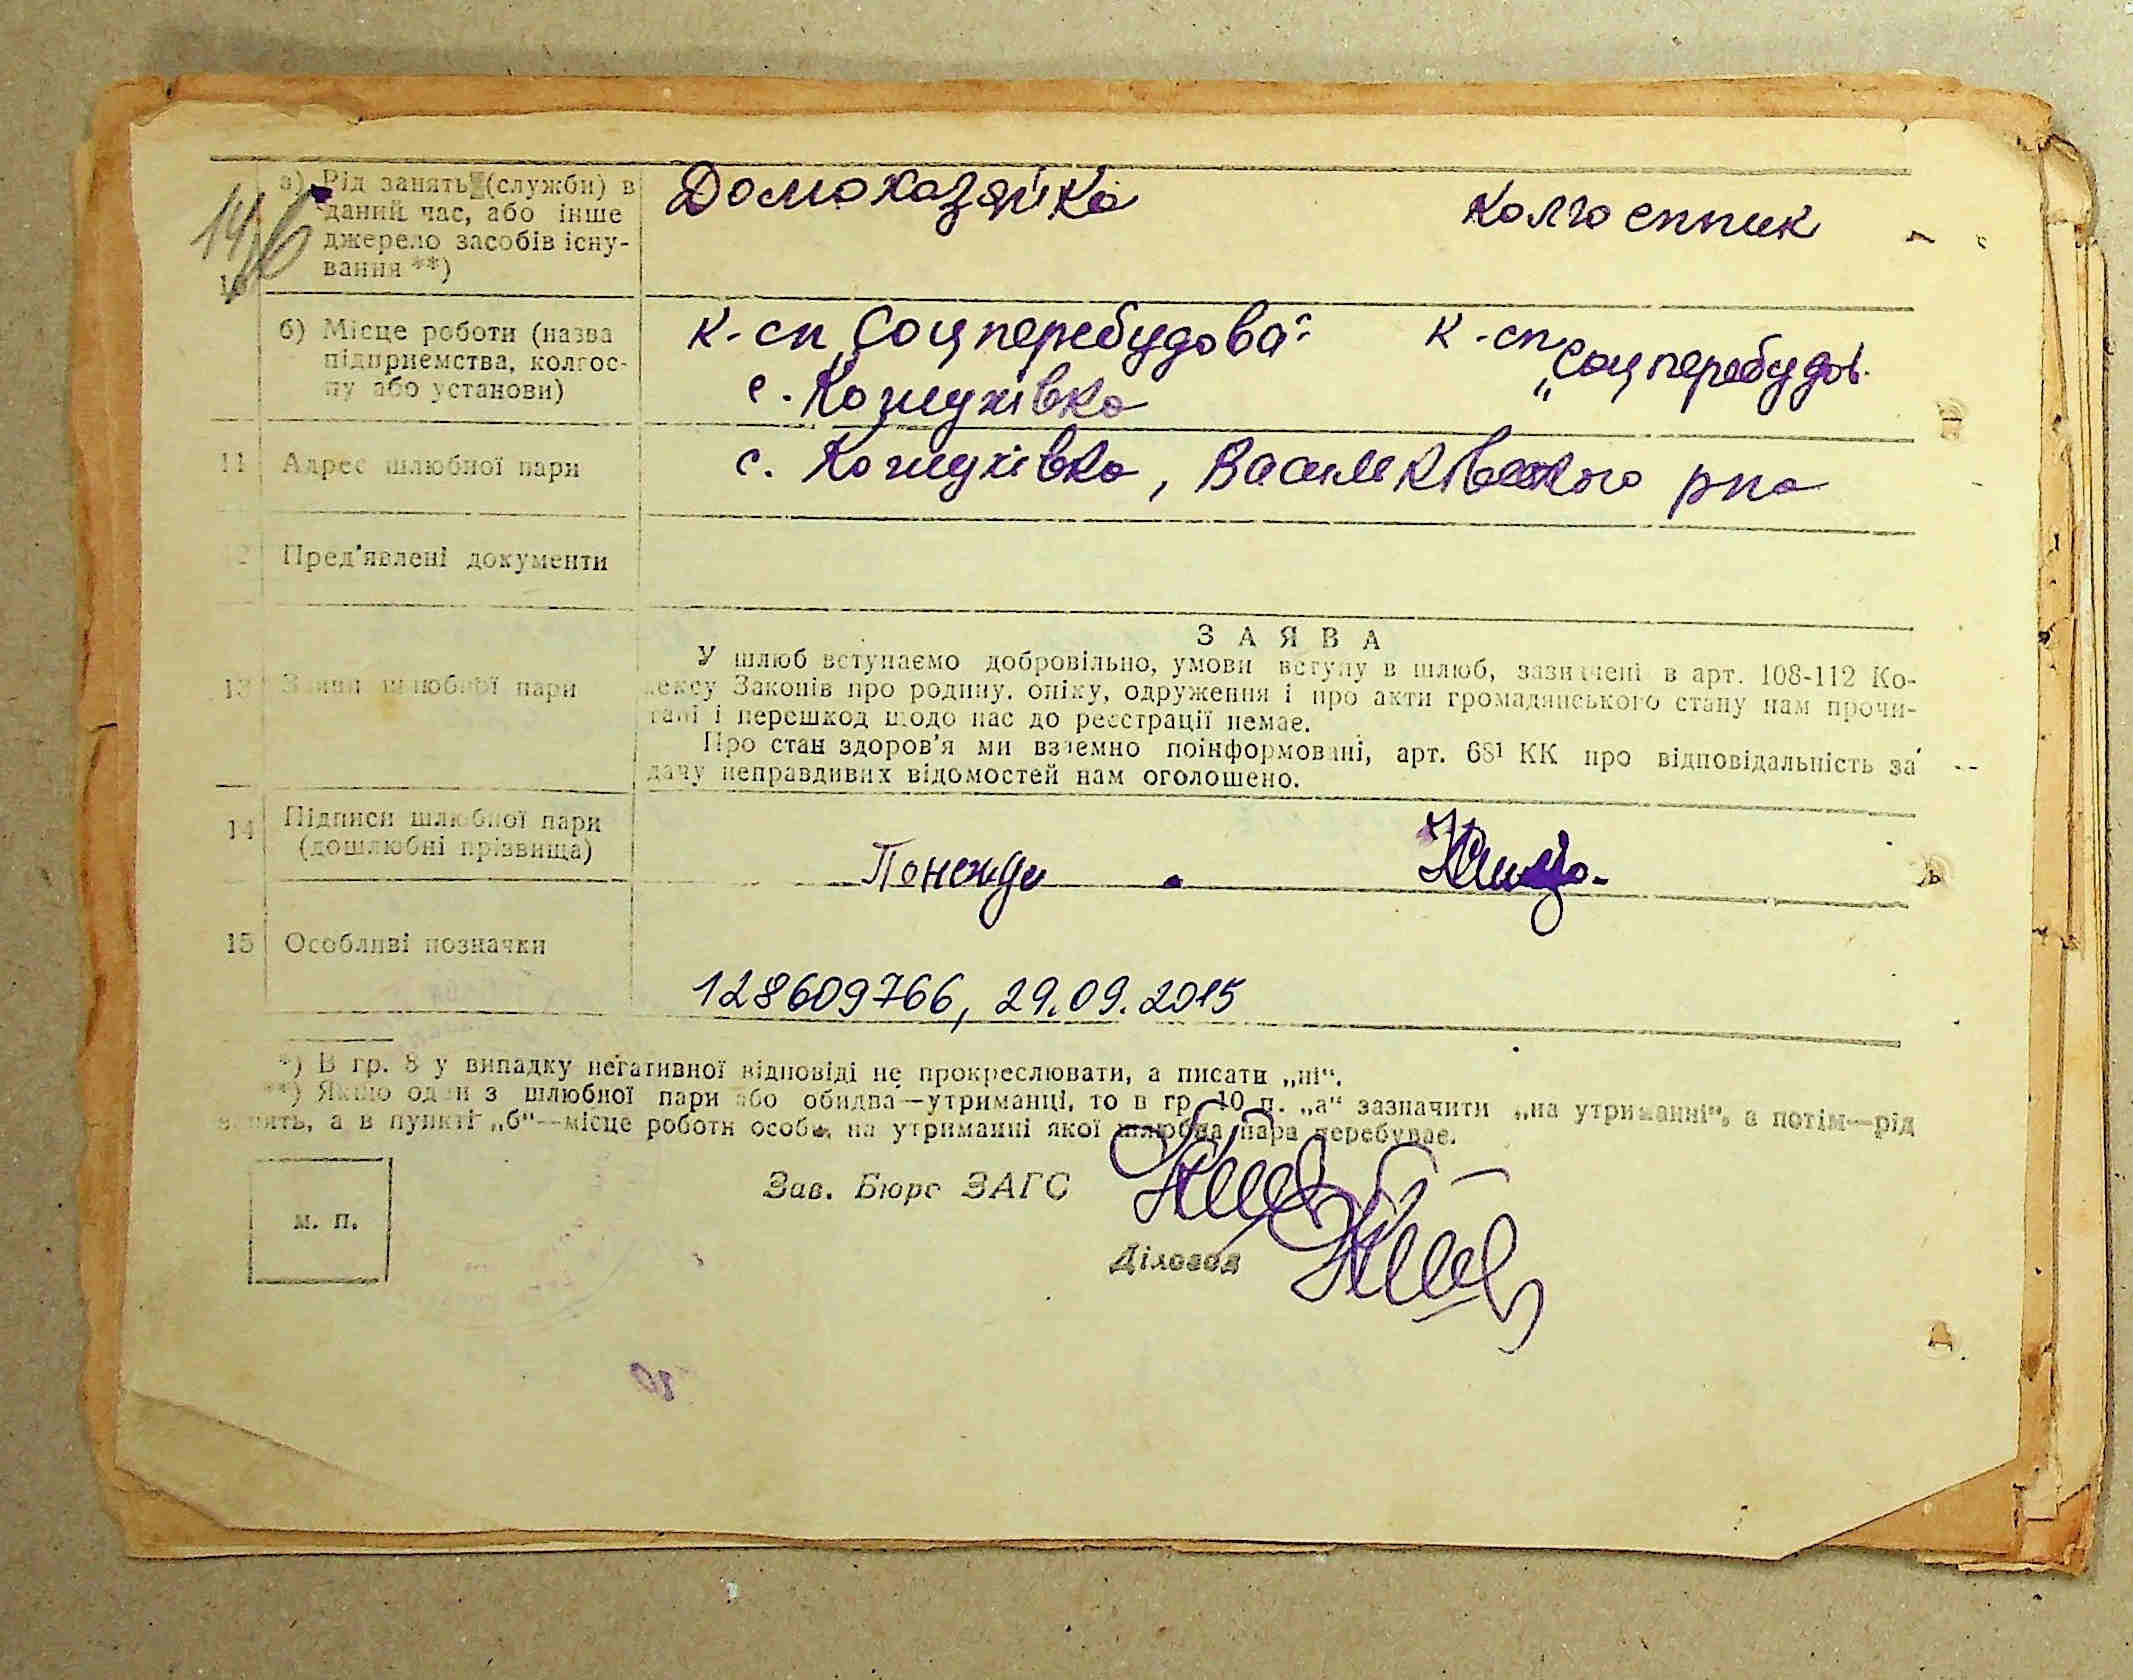 а) Рід занять (служби) в
даний час, або інше
джерело засобів існу-
вання **)
Домохазяйка
колгоспник
б) Місце роботи (назва
підприємства, колгос-
пу або установи)
к-сп „Соцперебудова"
с. Кожухівка
к-сп
„Соцперебудов.
11 Адрес шлюбної пари
с. Кожухівка, Васильківського р-на
12 Пред'явлені документи
13 Заяви шлюбної пари
ЗАЯВА
У шлюб вступаємо добровільно, умови вступу в шлюб, зазначені в арт. 108-112 Ко-
дексу Законів про родину, опіку, одруження і про акти громадянського стану нам прочи-
тані і перешкод щодо нас до реєстрації немає.
Про стан здоров'я ми взаємно поінформовані, арт. 68¹ КК про відповідальність за
дачу неправдивих відомостей нам оголошено.
14 Підписи шлюбної пари
(дошлюбні прізвища)
15 Особливі позначки
128609766, 29.09.2015
*) В гр. 8 у випадку негативної відповіді не прокреслювати, а писати „ні".
**) Якщо один з шлюбної пари або обидва—утриманці, то в гр. 10 п. „а" зазначити „на утриманні", а потім—рід
занять, а в пункті „б"—місце роботи особи, на утриманні якої шлюбна пара перебуває.
Зав. Бюро ЗАГС
м. п.
Діловод